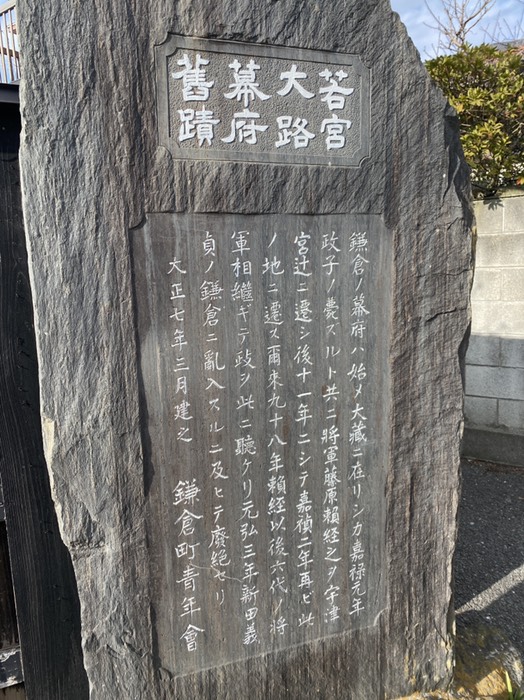 若宮
大路
幕府
舊蹟
鎌倉ノ幕府ハ始メ大藏ニ在リシカ嘉禄元年
政子ノ薨スルト共ニ將軍藤原頼經之ヲ宇津
宮辻ニ遷シ後十一年ニシテ嘉禎二年再ビ此
ノ地ニ遷ス爾來九十八年頼経以後六代ノ將
軍相繼ギテ政ヲ此ニ聽ケリ元弘三年新田義
貞ノ鎌倉ニ亂入スルニ及ヒテ廢絶セリ
大正七年三月建之 鎌倉町青年會